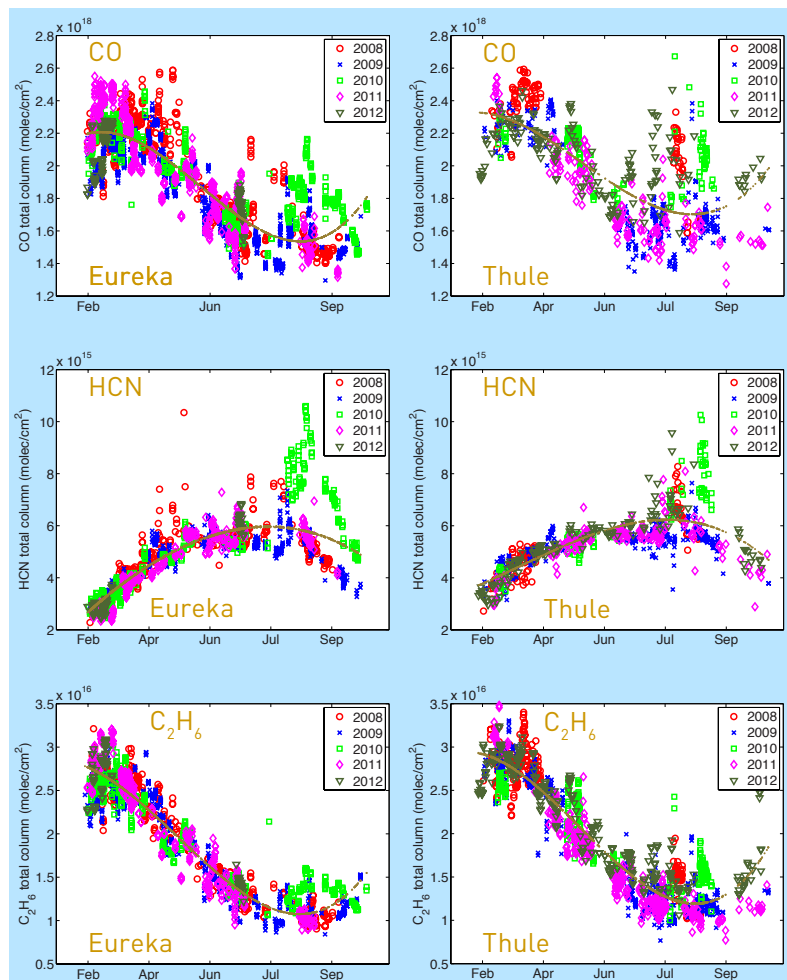 x 10^18
CO
CO total column (molec/cm²)
2.8
2.6
2.4
2.2
2
1.8
1.6
1.4
1.2
Feb Jun Sep
Eureka
2008
2009
2010
2011
2012
x 10^18
CO
CO total column (molec/cm²)
2.8
2.6
2.4
2.2
2
1.8
1.6
1.4
1.2
Feb Apr Jul Sep
Thule
2008
2009
2010
2011
2012
x 10^15
HCN
HCN total column (molec/cm²)
12
10
8
6
4
2
Feb Apr Jun Jul Sep
Eureka
2008
2009
2010
2011
2012
x 10^15
HCN
HCN total column (molec/cm²)
12
10
8
6
4
2
Feb Apr Jun Jul Sep
Thule
2008
2009
2010
2011
2012
x 10^16
C₂H₆
C₂H₆ total column (molec/cm²)
3.5
3
2.5
2
1.5
1
0.5
Feb Apr Jun Jul Sep
Eureka
2008
2009
2010
2011
2012
x 10^16
C₂H₆
C₂H₆ total column (molec/cm²)
3.5
3
2.5
2
1.5
1
0.5
Feb Apr Jun Jul Sep
Thule
2008
2009
2010
2011
2012